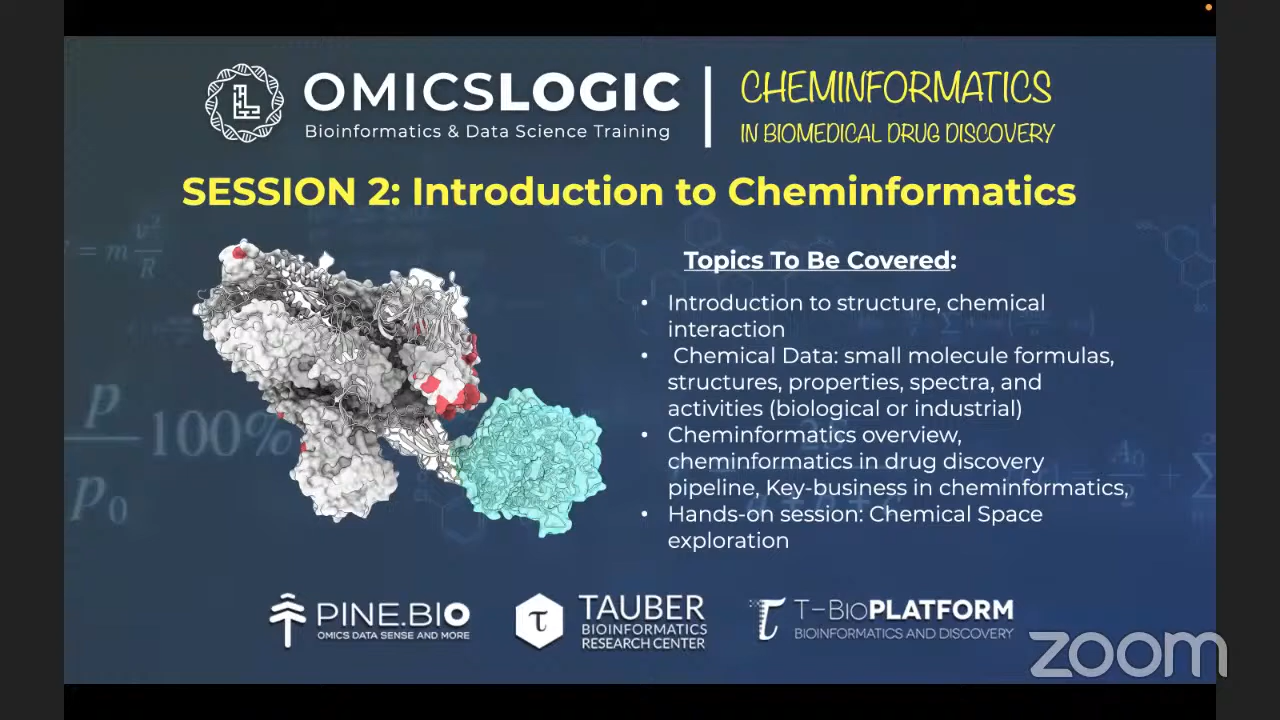 OMICSLOGIC
Bioinformatics & Data Science Training
CHEMINFORMATICS
IN BIOMEDICAL DRUG DISCOVERY
SESSION 2: Introduction to Cheminformatics
Topics To Be Covered:
• Introduction to structure, chemical
interaction
• Chemical Data: small molecule formulas,
structures, properties, spectra, and
activities (biological or industrial)
• Cheminformatics overview,
cheminformatics in drug discovery
pipeline, Key-business in cheminformatics,
• Hands-on session: Chemical Space
exploration
p
p0
100%
= m v²
R
PINE.BIO
OMICS DATA SENSE AND MORE
τ
TAUBER
BIOINFORMATICS
RESEARCH CENTER
T-BioPLATFORM
BIOINFORMATICS AND DISCOVERY
zoom